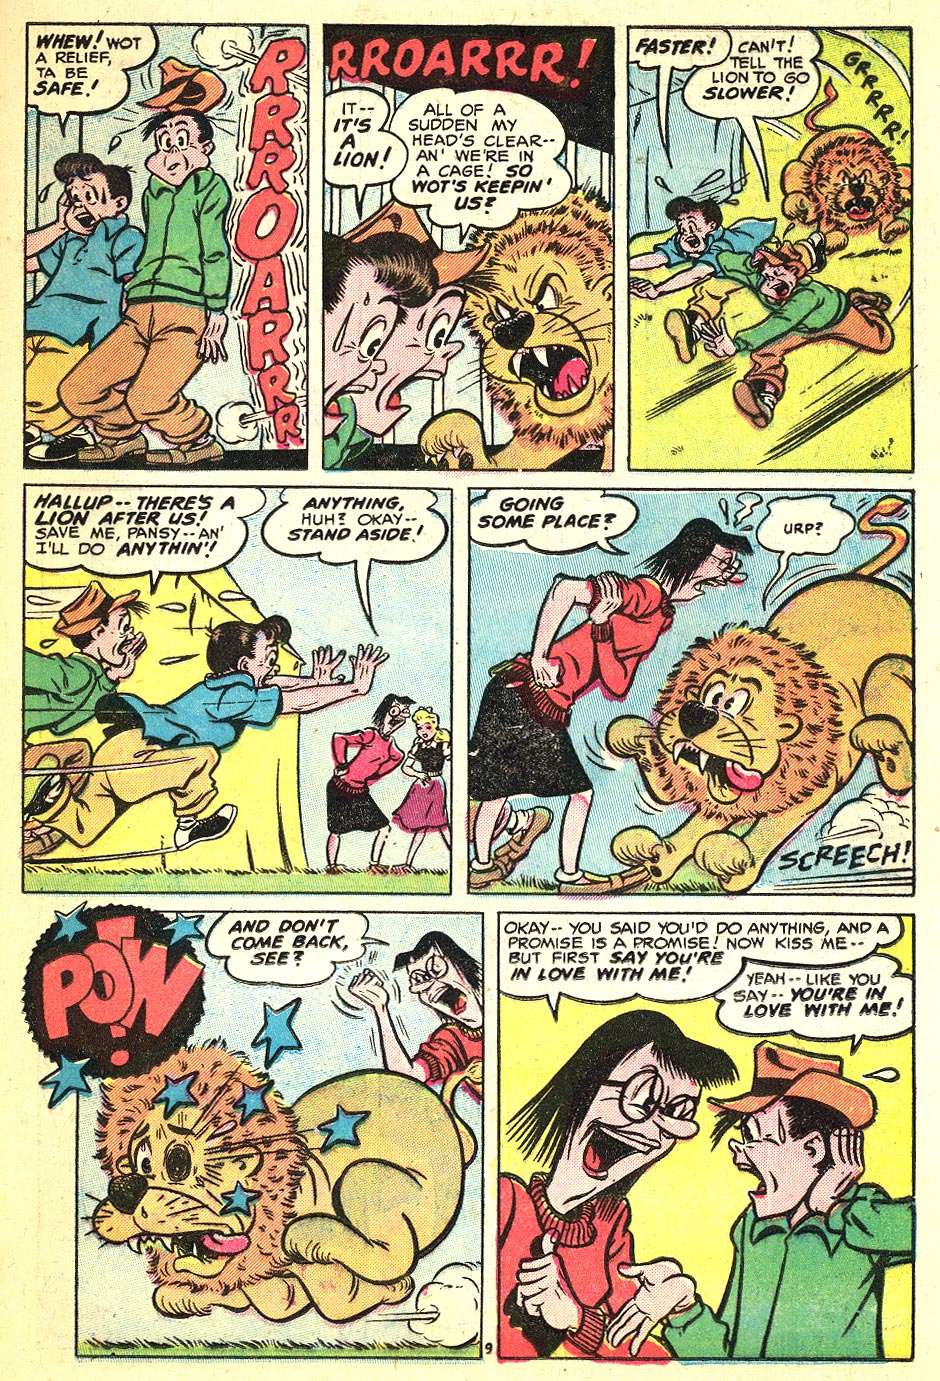 WHEW! WOT
A RELIEF,
TA BE
SAFE!
RRRROARRR
RROARRR!
IT--
IT'S
A
LION!
ALL OF A
SUDDEN MY
HEAD'S CLEAR--
AN' WE'RE IN
A CAGE! SO
WOT'S KEEPIN'
US?
FASTER!
CAN'T!
TELL THE
LION TO GO
SLOWER!
GRRRRR!
HALLUP-- THERE'S A
LION AFTER US!
SAVE ME, PANSY--AN'
I'LL DO ANYTHIN'!
ANYTHING,
HUH? OKAY--
STAND ASIDE!
GOING
SOME PLACE?
URP?
SCREECH!
POW!
AND DON'T
COME BACK,
SEE?
OKAY-- YOU SAID YOU'D DO ANYTHING, AND A
PROMISE IS A PROMISE! NOW KISS ME--
BUT FIRST SAY YOU'RE
IN LOVE WITH ME!
YEAH-- LIKE YOU
SAY-- YOU'RE IN
LOVE WITH ME!
9